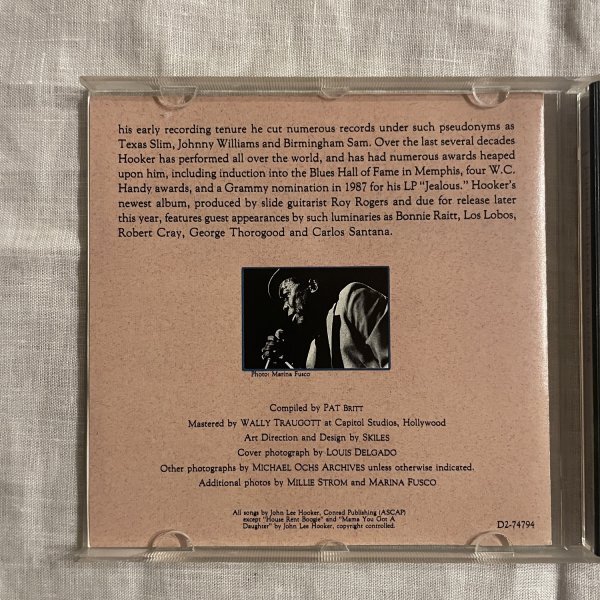 his early recording tenure he cut numerous records under such pseudonyms as
Texas Slim, Johnny Williams and Birmingham Sam. Over the last several decades
Hooker has performed all over the world, and has had numerous awards heaped
upon him, including induction into the Blues Hall of Fame in Memphis, four W.C.
Handy awards, and a Grammy nomination in 1987 for his LP "Jealous." Hooker's
newest album, produced by slide guitarist Roy Rogers and due for release later
this year, features guest appearances by such luminaries as Bonnie Raitt, Los Lobos,
Robert Cray, George Thorogood and Carlos Santana.
Photo: Marina Fusco
Compiled by PAT BRITT
Mastered by WALLY TRAUGOTT at Capitol Studios, Hollywood
Art Direction and Design by SKILES
Cover photograph by LOUIS DELGADO
Other photographs by MICHAEL OCHS ARCHIVES unless otherwise indicated.
Additional photos by MILLIE STROM and MARINA FUSCO
All songs by John Lee Hooker, Conrad Publishing (ASCAP)
except "House Rent Boogie" and "Mama You Got A
Daughter" by John Lee Hooker, copyright controlled.
D2-74794